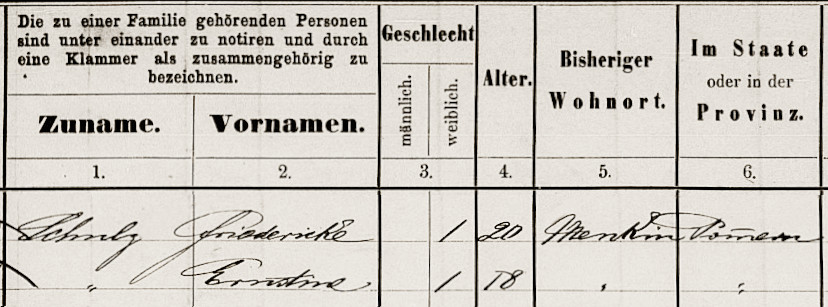 Die zu einer Familie gehörenden Personen
sind unter einander zu notiren und durch
eine Klammer als zusammengehörig zu
bezeichnen.
Zuname. Vornamen.
Geschlecht
männlich. weiblich.
Alter.
Bisheriger
Wohnort.
Im Staate
oder in der
Provinz.
1. 2. 3. 4. 5. 6.
Schulz Friedericke 1 20 Menkin Pom̅ern
" Ernstine 1 18 " "